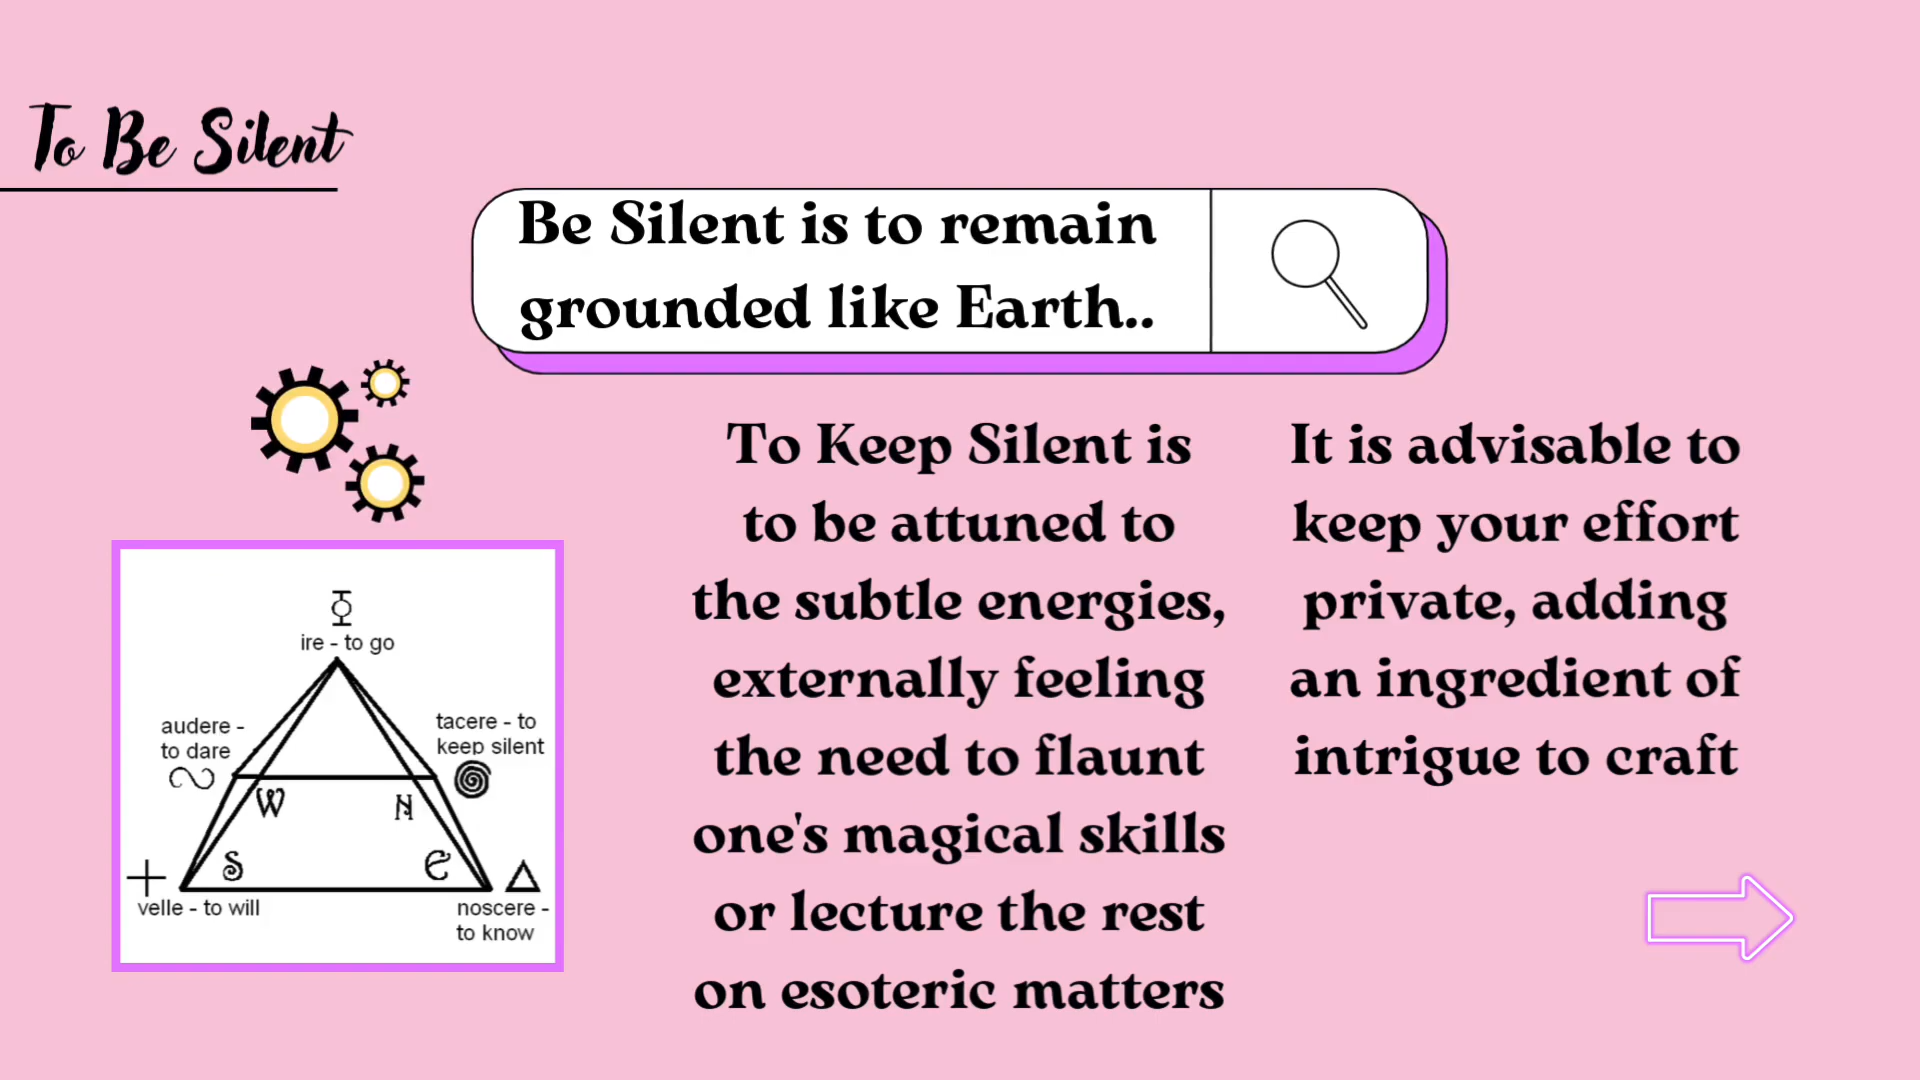 To Be Silent
Be Silent is to remain
grounded like Earth..
To Keep Silent is
to be attuned to
the subtle energies,
externally feeling
the need to flaunt
one's magical skills
or lecture the rest
on esoteric matters
It is advisable to
keep your effort
private, adding
an ingredient of
intrigue to craft
ire - to go
audere -
to dare
tacere - to
keep silent
W
N
S
E
velle - to will
noscere -
to know